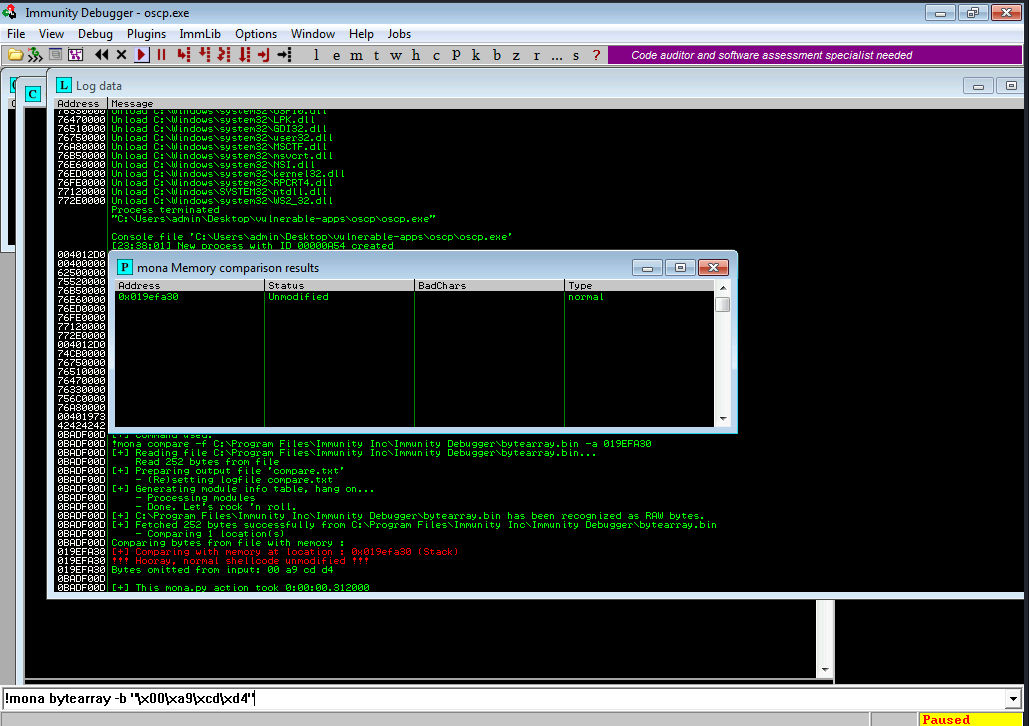 Immunity Debugger - oscp.exe
File View Debug Plugins ImmLib Options Window Help Jobs
l e m t w h c P k b z r ... s ?
Code auditor and software assessment specialist needed
C
L Log data
Address Message
76330000 Unload C:\Windows\system32\USP10.dll
76470000 Unload C:\Windows\system32\LPK.dll
76510000 Unload C:\Windows\system32\GDI32.dll
76750000 Unload C:\Windows\system32\user32.dll
76A80000 Unload C:\Windows\system32\MSCTF.dll
76B50000 Unload C:\Windows\system32\msvcrt.dll
76E60000 Unload C:\Windows\system32\NSI.dll
76ED0000 Unload C:\Windows\system32\kernel32.dll
76FE0000 Unload C:\Windows\system32\RPCRT4.dll
77120000 Unload C:\Windows\SYSTEM32\ntdll.dll
772E0000 Unload C:\Windows\system32\WS2_32.dll
Process terminated
"C:\Users\admin\Desktop\vulnerable-apps\oscp\oscp.exe"
Console file 'C:\Users\admin\Desktop\vulnerable-apps\oscp\oscp.exe'
[23:38:01] New process with ID 00000A54 created
004012D0
00400000
62500000
75520000
76B50000
76E60000
76ED0000
76FE0000
77120000
772E0000
004012D0
74CB0000
76750000
76510000
76470000
76330000
756C0000
76A80000
00401973
42424242
P mona Memory comparison results
Address Status BadChars Type
0x019efa30 Unmodified normal
0BADF00D [+] Command used:
0BADF00D !mona compare -f C:\Program Files\Immunity Inc\Immunity Debugger\bytearray.bin -a 019EFA30
0BADF00D [+] Reading file C:\Program Files\Immunity Inc\Immunity Debugger\bytearray.bin...
0BADF00D Read 252 bytes from file
0BADF00D [+] Preparing output file 'compare.txt'
0BADF00D - (Re)setting logfile compare.txt
0BADF00D [+] Generating module info table, hang on...
0BADF00D - Processing modules
0BADF00D - Done. Let's rock 'n roll.
0BADF00D [+] C:\Program Files\Immunity Inc\Immunity Debugger\bytearray.bin has been recognized as RAW bytes.
0BADF00D [+] Fetched 252 bytes successfully from C:\Program Files\Immunity Inc\Immunity Debugger\bytearray.bin
0BADF00D - Comparing 1 location(s)
0BADF00D Comparing bytes from file with memory :
019EFA30 [+] Comparing with memory at location : 0x019efa30 (Stack)
019EFA30 !!! Hooray, normal shellcode unmodified !!!
019EFA30 Bytes omitted from input: 00 a9 cd d4
0BADF00D
0BADF00D [+] This mona.py action took 0:00:00.312000
!mona bytearray -b "\x00\xa9\xcd\xd4"
Paused